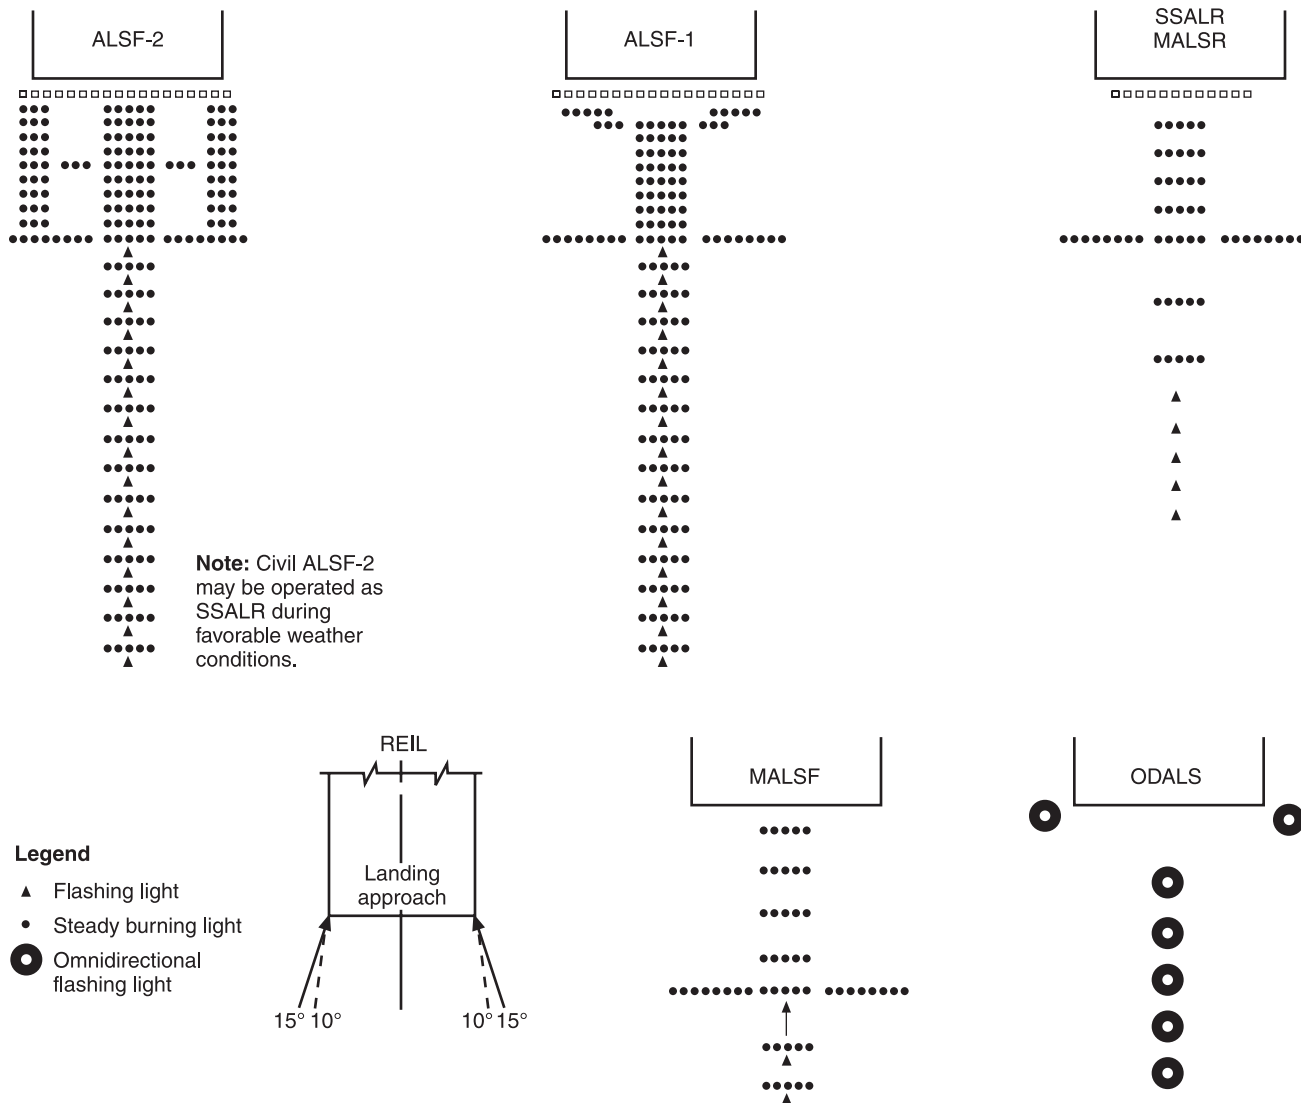 ALSF-2
ALSF-1
SSALR
MALSR
Note: Civil ALSF-2
may be operated as
SSALR during
favorable weather
conditions.
REIL
Landing
approach
15° 10°
10° 15°
MALSF
ODALS
Legend
Flashing light
Steady burning light
Omnidirectional
flashing light